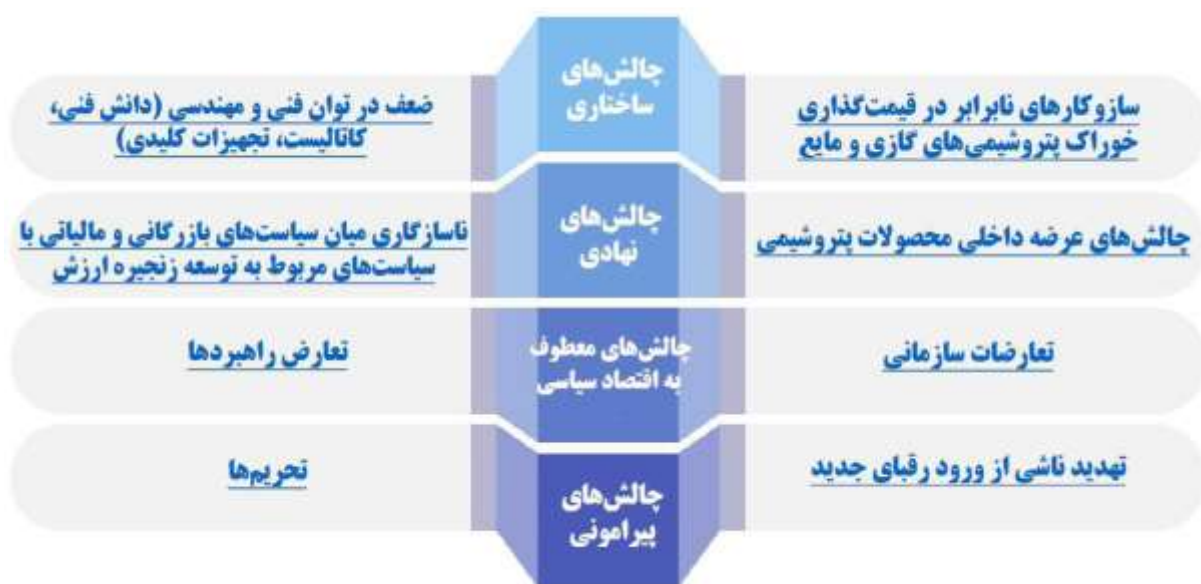 چالش‌های
ساختاری
سازوکارهای نابرابر در قیمت‌گذاری
خوراک پتروشیمی‌های گازی و مایع
ضعف در توان فنی و مهندسی (دانش فنی،
کاتالیست، تجهیزات کلیدی)
چالش‌های
نهادی
چالش‌های عرضه داخلی محصولات پتروشیمی
ناسازگاری میان سیاست‌های بازرگانی و مالیاتی با
سیاست‌های مربوط به توسعه زنجیره ارزش
چالش‌های معطوف
به اقتصاد سیاسی
تعارضات سازمانی
تعارض راهبردها
چالش‌های
پیرامونی
تهدید ناشی از ورود رقبای جدید
تحریم‌ها